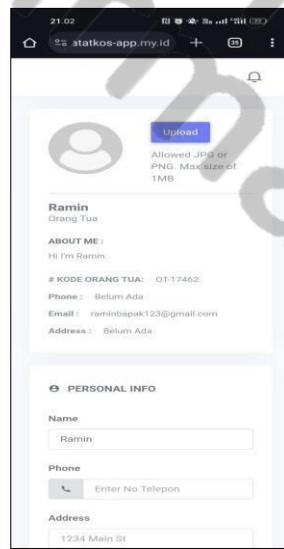 21.02
atatkos-app.my.id
Upload
Allowed JPG or
PNG. Max size of
1MB
Ramin
Orang Tua
ABOUT ME :
Hi I'm Ramin.
# KODE ORANG TUA: OT-17462
Phone : Belum Ada
Email : raminbapak123@gmail.com
Address : Belum Ada
PERSONAL INFO
Name
Ramin
Phone
Enter No Telepon
Address
1234 Main St